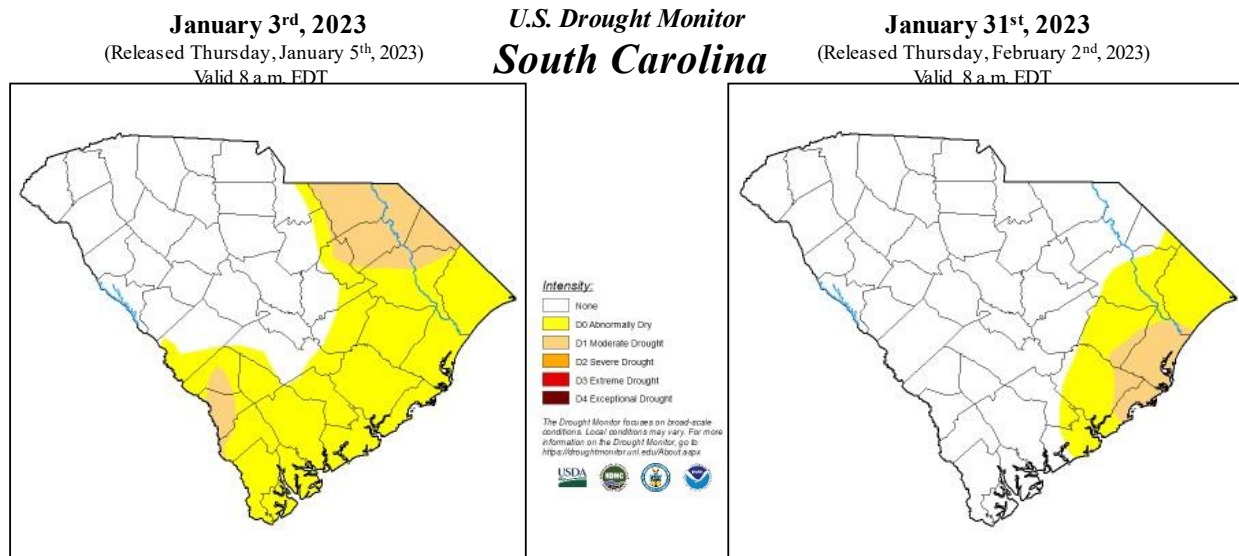 January 3rd, 2023
(Released Thursday, January 5th, 2023)
Valid 8 a.m. EDT
U.S. Drought Monitor
South Carolina
January 31st, 2023
(Released Thursday, February 2nd, 2023)
Valid 8 a.m. EDT
Intensity:
None
D0 Abnormally Dry
D1 Moderate Drought
D2 Severe Drought
D3 Extreme Drought
D4 Exceptional Drought
The Drought Monitor focuses on broad-scale
conditions. Local conditions may vary. For more
information on the Drought Monitor, go to
https://droughtmonitor.unl.edu/About.aspx
USDA
NDMC